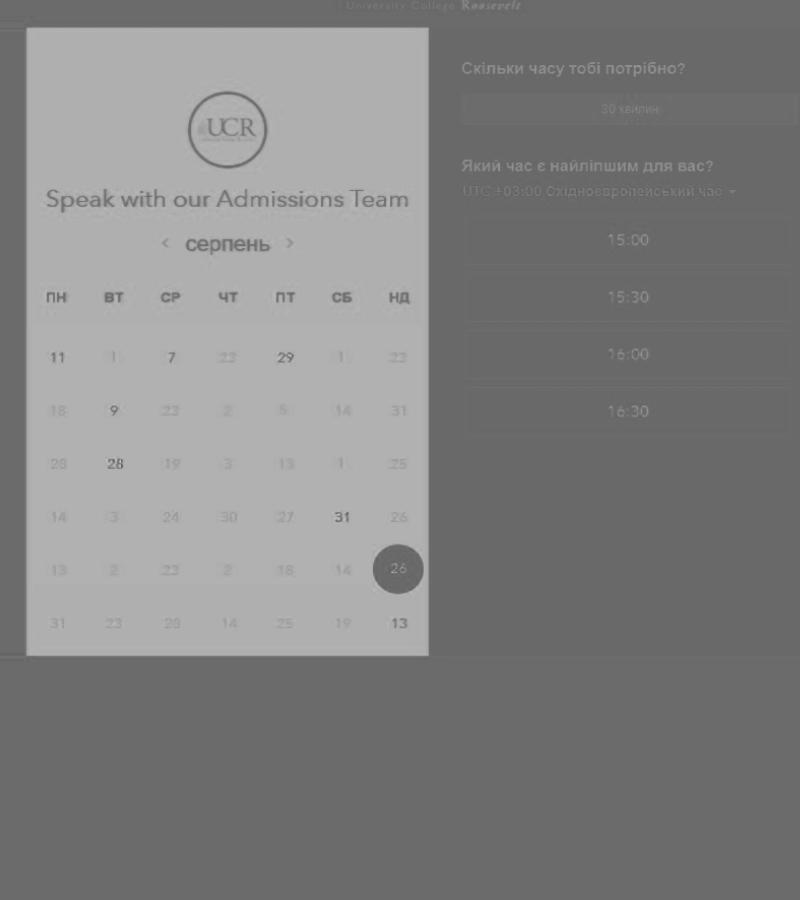 University College Roosevelt
UCR
Speak with our Admissions Team
< серпень >
ПН ВТ СР ЧТ ПТ СБ НД
11 1 7 23 29 1 23
18 9 23 2 5 14 31
28 28 19 3 13 1 25
14 3 24 30 27 31 26
13 2 23 2 18 14 26
31 23 28 14 25 19 13
Скільки часу тобі потрібно?
30 хвилин
Який час є найліпшим для вас?
UTC +03:00 Східноєвропейський час
15:00
15:30
16:00
16:30